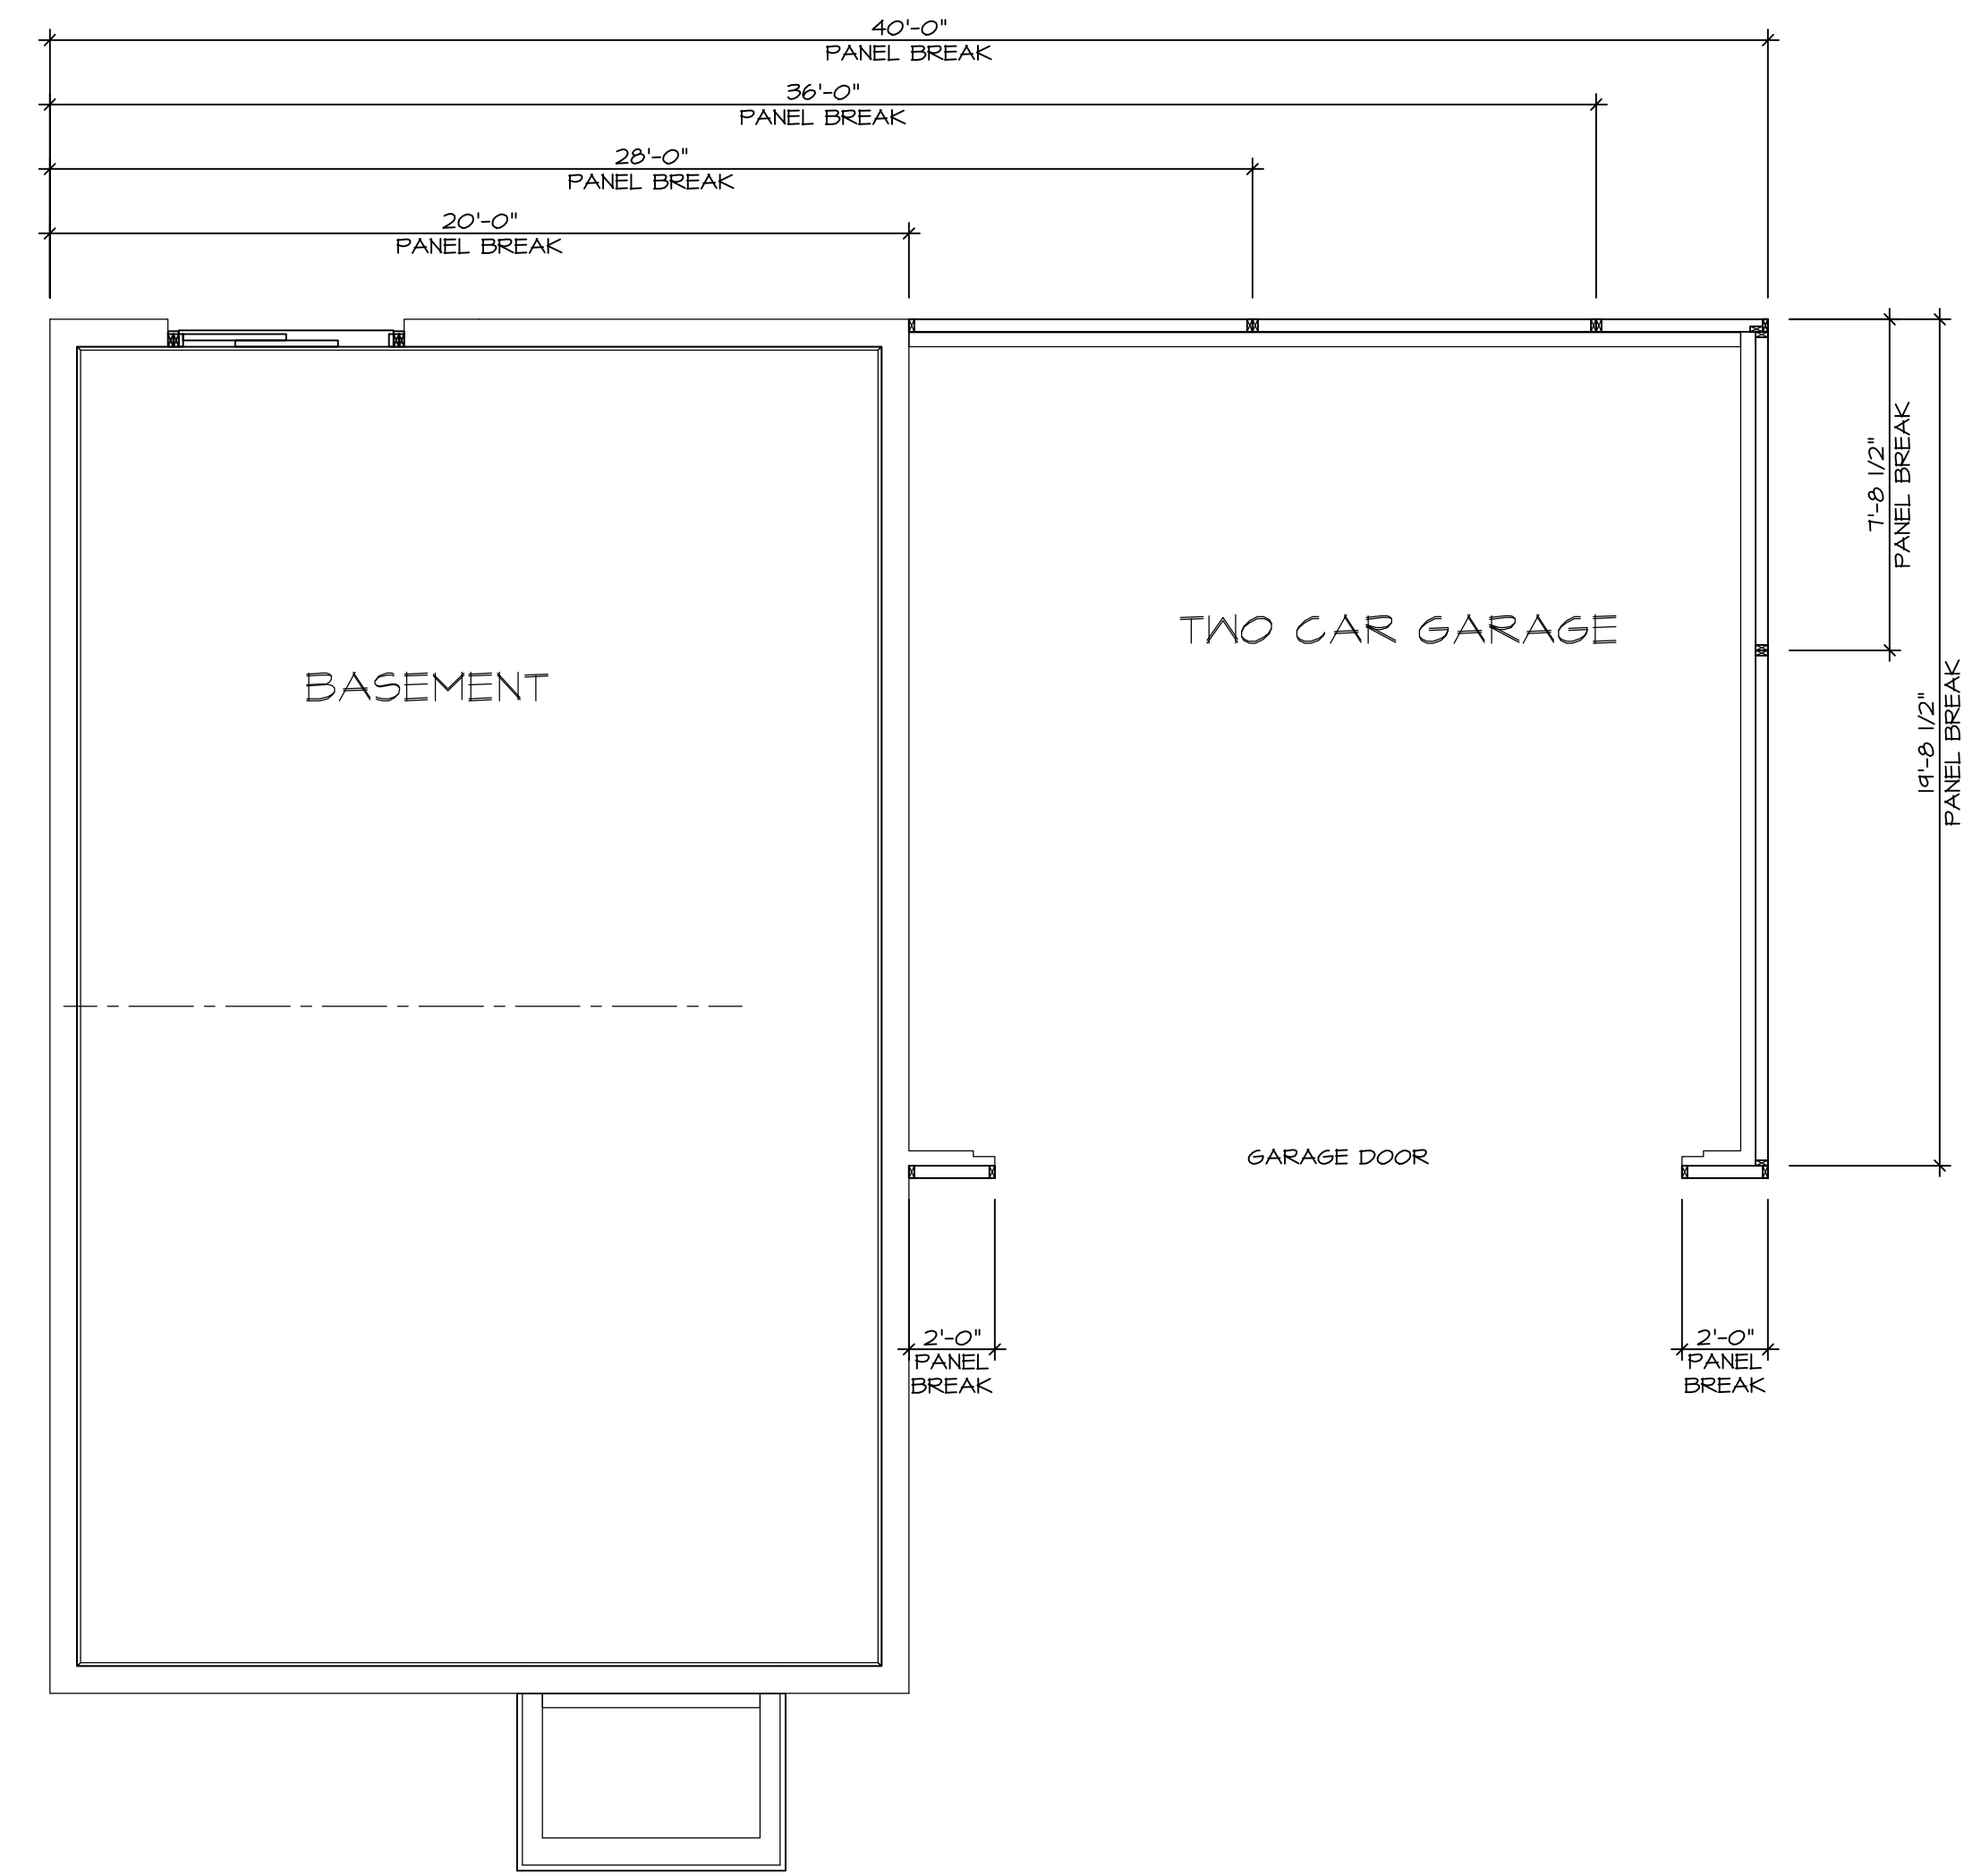 40'-0"
PANEL BREAK
36'-0"
PANEL BREAK
28'-0"
PANEL BREAK
20'-0"
PANEL BREAK
7'-8 1/2"
PANEL BREAK
TWO CAR GARAGE
BASEMENT
19'-8 1/2"
PANEL BREAK
GARAGE DOOR
2'-0"
PANEL
BREAK
2'-0"
PANEL
BREAK